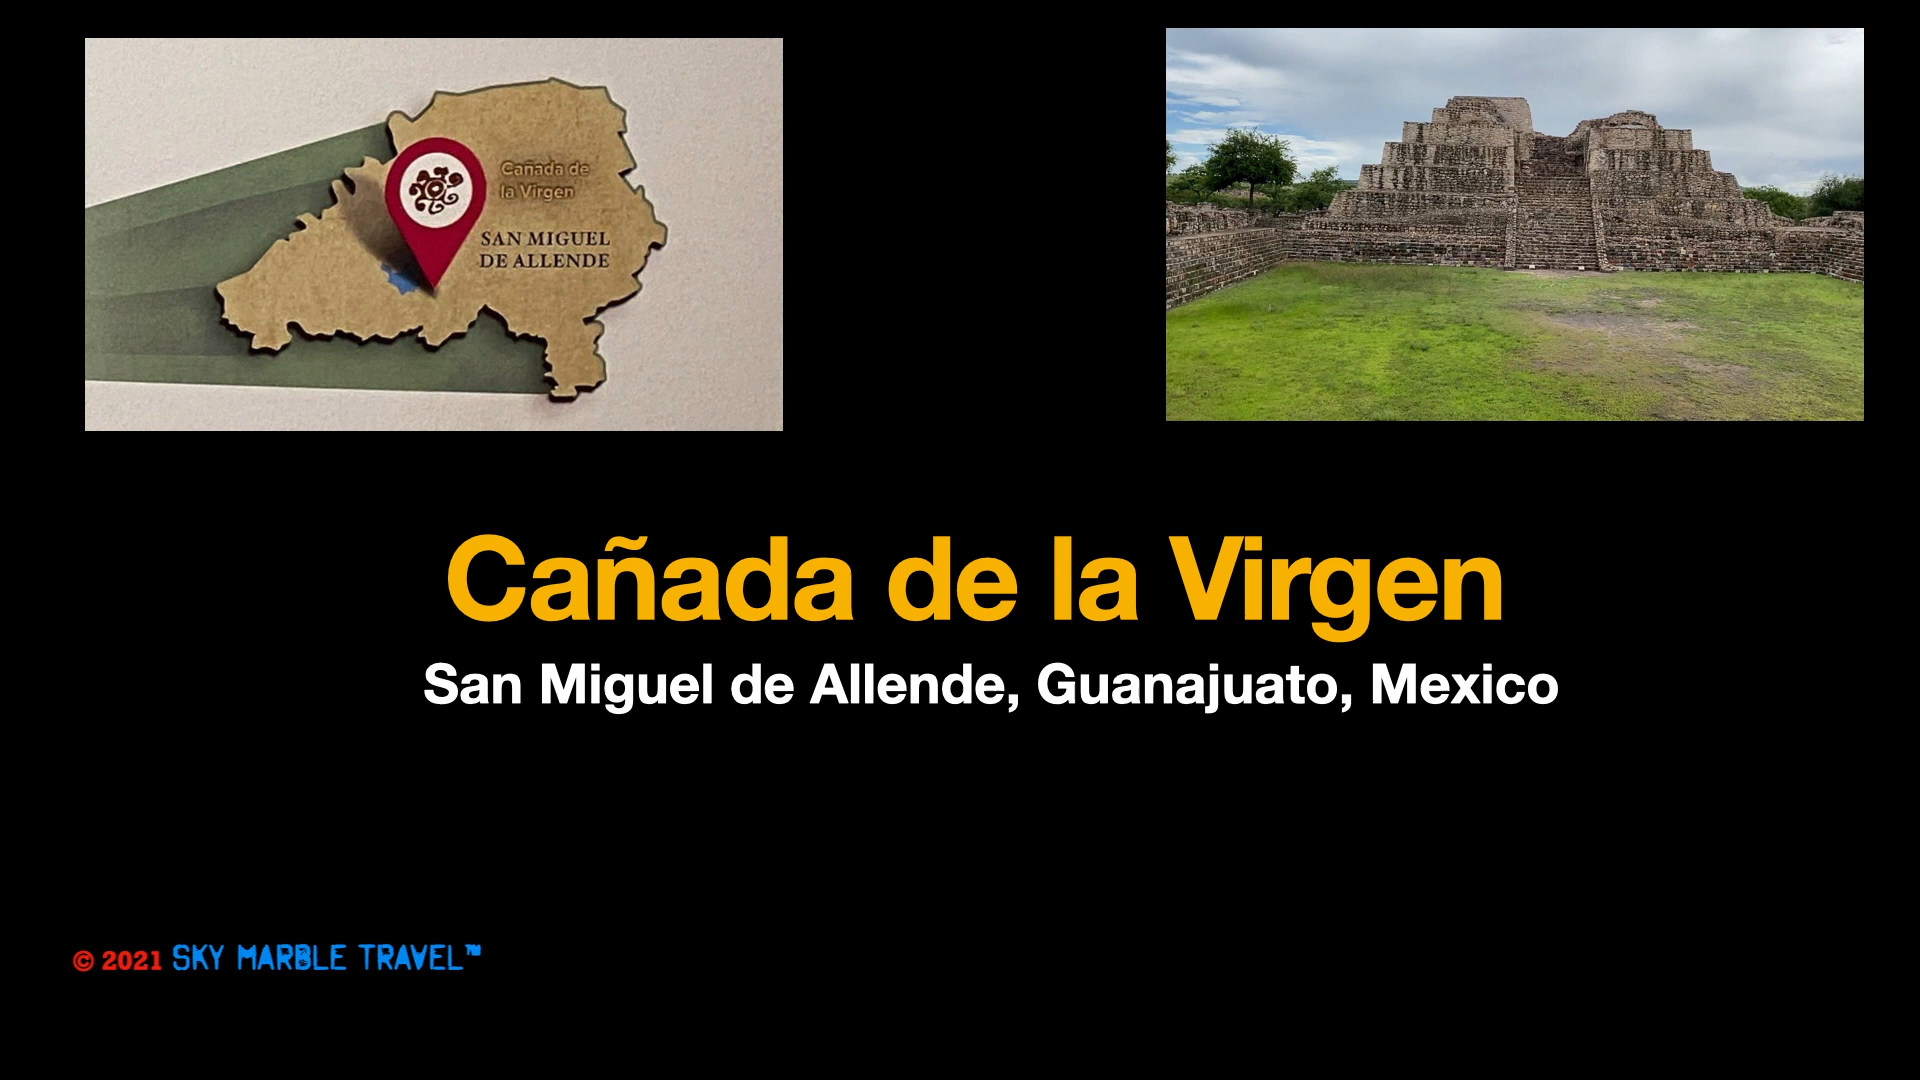 Cañada de
la Virgen
SAN MIGUEL
DE ALLENDE
Cañada de la Virgen
San Miguel de Allende, Guanajuato, Mexico
© 2021 SKY MARBLE TRAVEL™